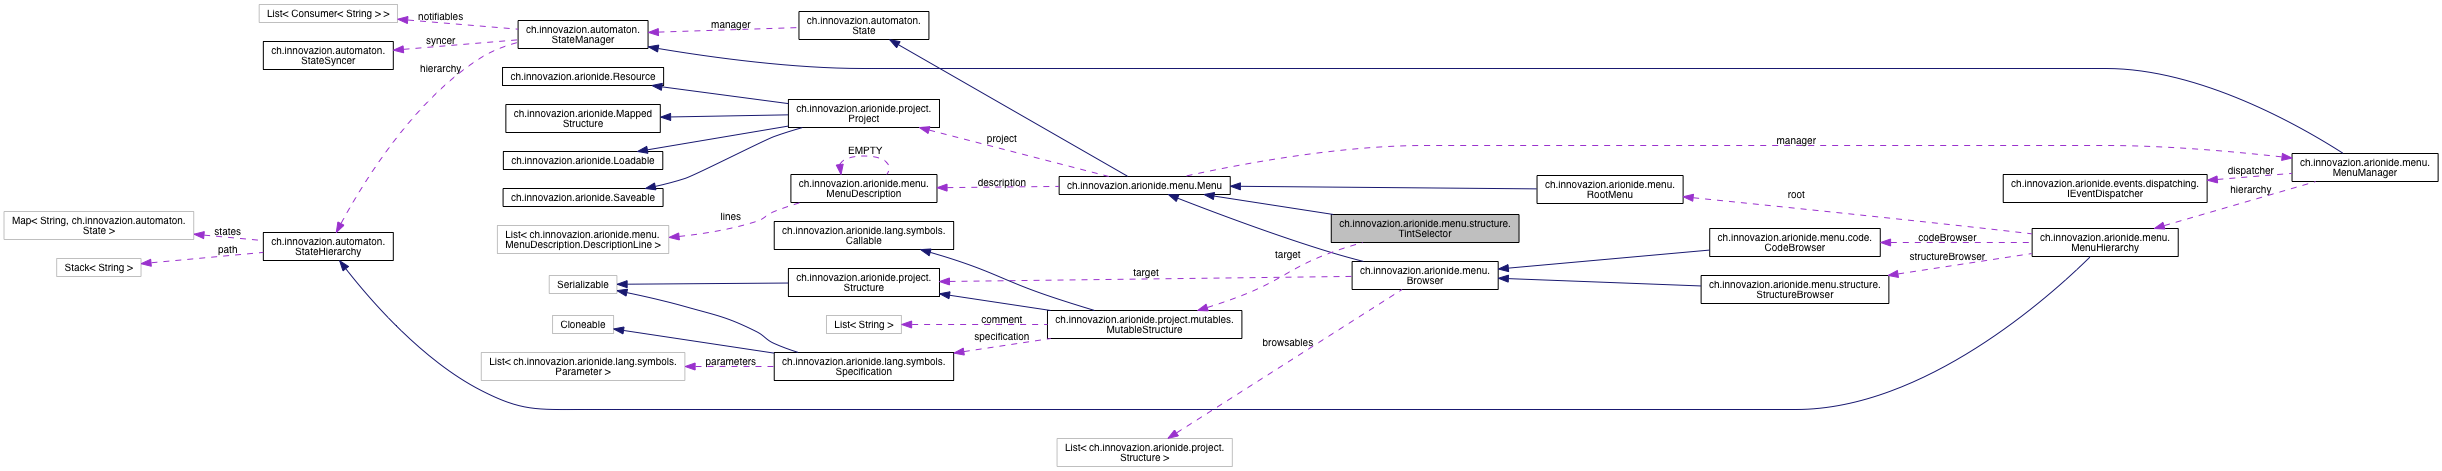 List< Consumer< String > >
notifiables
ch.innovazion.automaton.
StateManager
manager
ch.innovazion.automaton.
State
ch.innovazion.automaton.
StateSyncer
syncer
hierarchy
ch.innovazion.arionide.Resource
ch.innovazion.arionide.Mapped
Structure
ch.innovazion.arionide.project.
Project
project
manager
ch.innovazion.arionide.Loadable
EMPTY
ch.innovazion.arionide.menu.
MenuManager
dispatcher
ch.innovazion.arionide.events.dispatching.
IEventDispatcher
hierarchy
ch.innovazion.arionide.Saveable
ch.innovazion.arionide.menu.
MenuDescription
description
ch.innovazion.arionide.menu.Menu
ch.innovazion.arionide.menu.
RootMenu
root
lines
Map< String, ch.innovazion.automaton.
State >
states
path
Stack< String >
ch.innovazion.automaton.
StateHierarchy
List< ch.innovazion.arionide.menu.
MenuDescription.DescriptionLine >
ch.innovazion.arionide.lang.symbols.
Callable
ch.innovazion.arionide.menu.structure.
TintSelector
target
ch.innovazion.arionide.menu.code.
CodeBrowser
codeBrowser
structureBrowser
ch.innovazion.arionide.menu.
MenuHierarchy
Serializable
ch.innovazion.arionide.project.
Structure
target
ch.innovazion.arionide.menu.
Browser
ch.innovazion.arionide.menu.structure.
StructureBrowser
Cloneable
List< String >
comment
specification
ch.innovazion.arionide.project.mutables.
MutableStructure
browsables
List< ch.innovazion.arionide.lang.symbols.
Parameter >
parameters
ch.innovazion.arionide.lang.symbols.
Specification
List< ch.innovazion.arionide.project.
Structure >